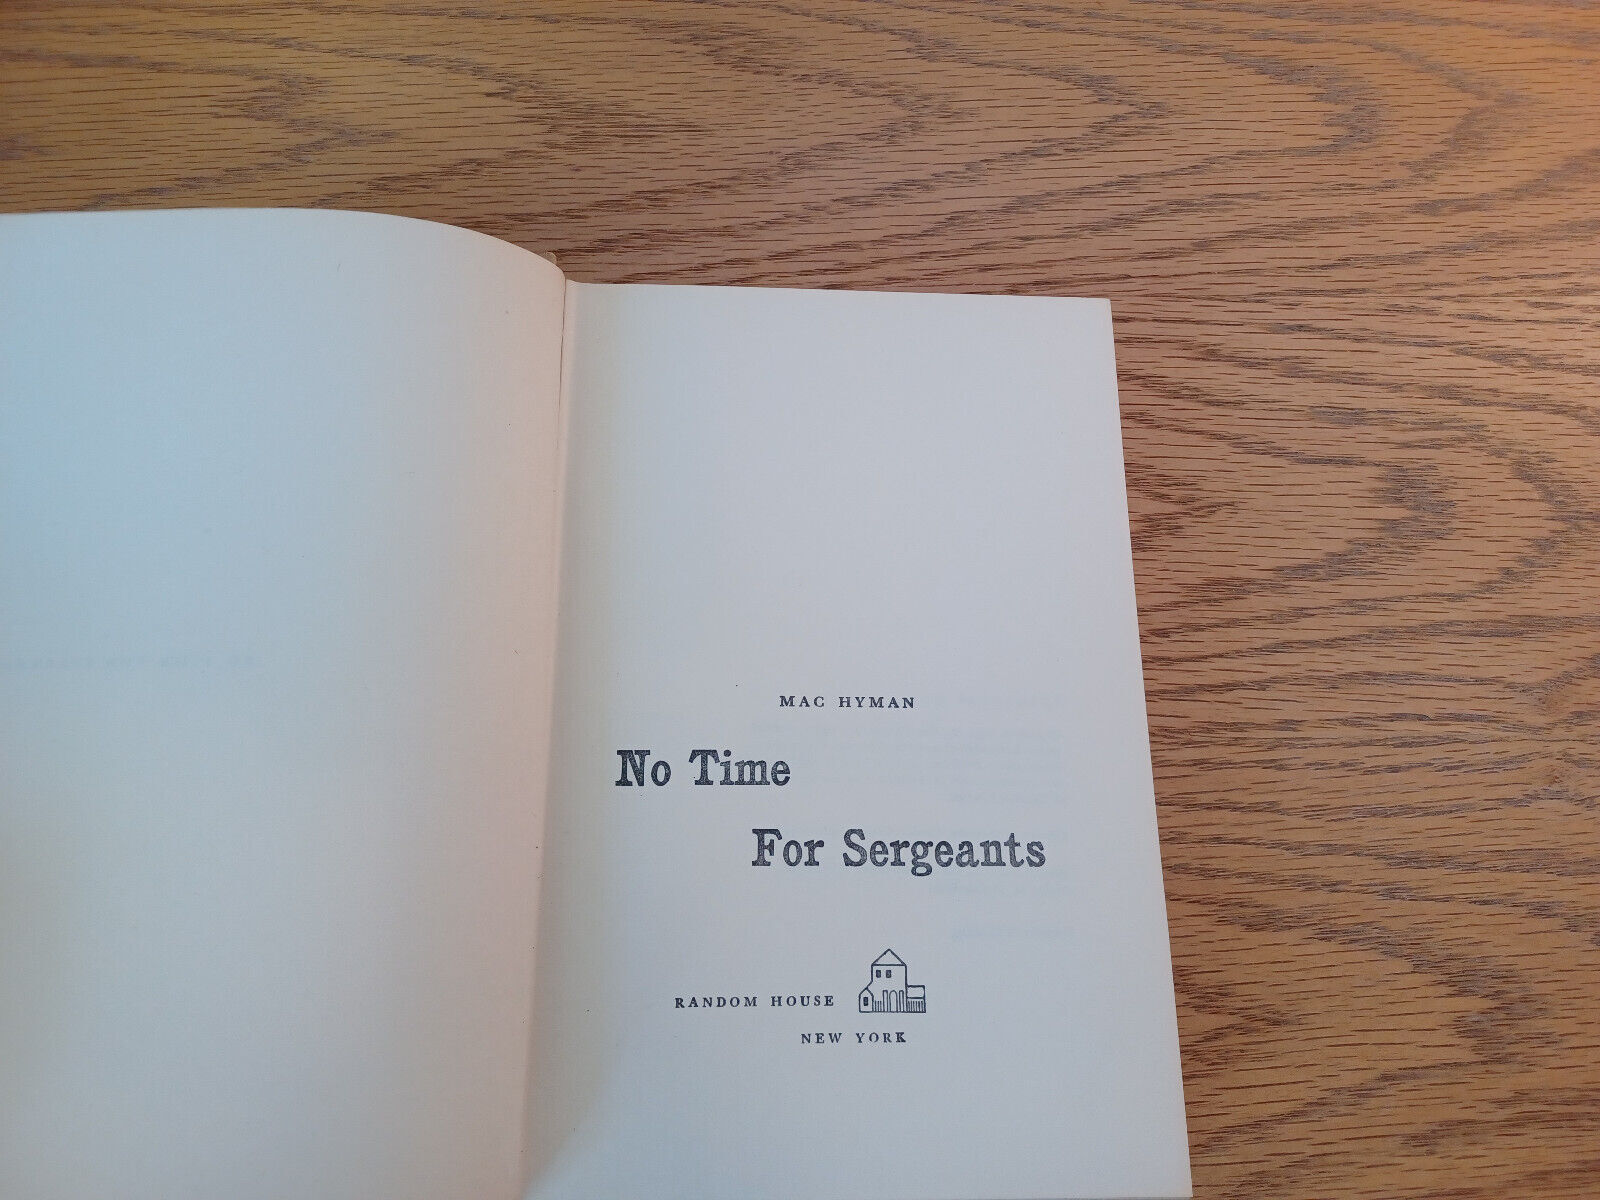 MAC HYMAN
No Time
For Sergeants
RANDOM HOUSE
NEW YORK